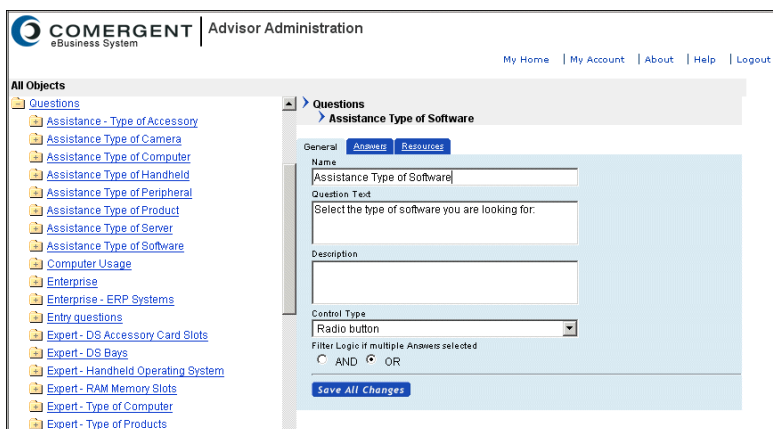 COMERGENT
eBusiness System
Advisor Administration
My Home | My Account | About | Help | Logout
All Objects
Questions
Assistance - Type of Accessory
Assistance Type of Camera
Assistance Type of Computer
Assistance Type of Handheld
Assistance Type of Peripheral
Assistance Type of Product
Assistance Type of Server
Assistance Type of Software
Computer Usage
Enterprise
Enterprise - ERP Systems
Entry questions
Expert - DS Accessory Card Slots
Expert - DS Bays
Expert - Handheld Operating System
Expert - RAM Memory Slots
Expert - Type of Computer
Expert - Type of Products
Questions
Assistance Type of Software
General Answers Resources
Name
Assistance Type of Software
Question Text
Select the type of software you are looking for:
Description
Control Type
Radio button
Filter Logic if multiple Answers selected
AND OR
Save All Changes